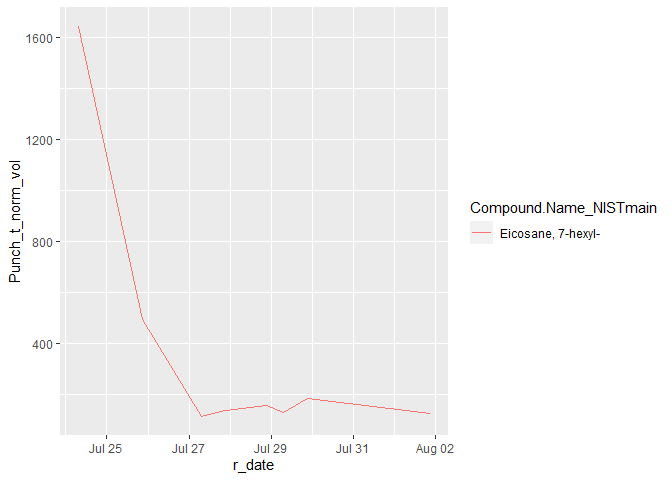 1600
1200
800
400
Punch_t_norm_vol
Jul 25 Jul 27 Jul 29 Jul 31 Aug 02
r_date
Compound.Name_NISTmain
Eicosane, 7-hexyl-